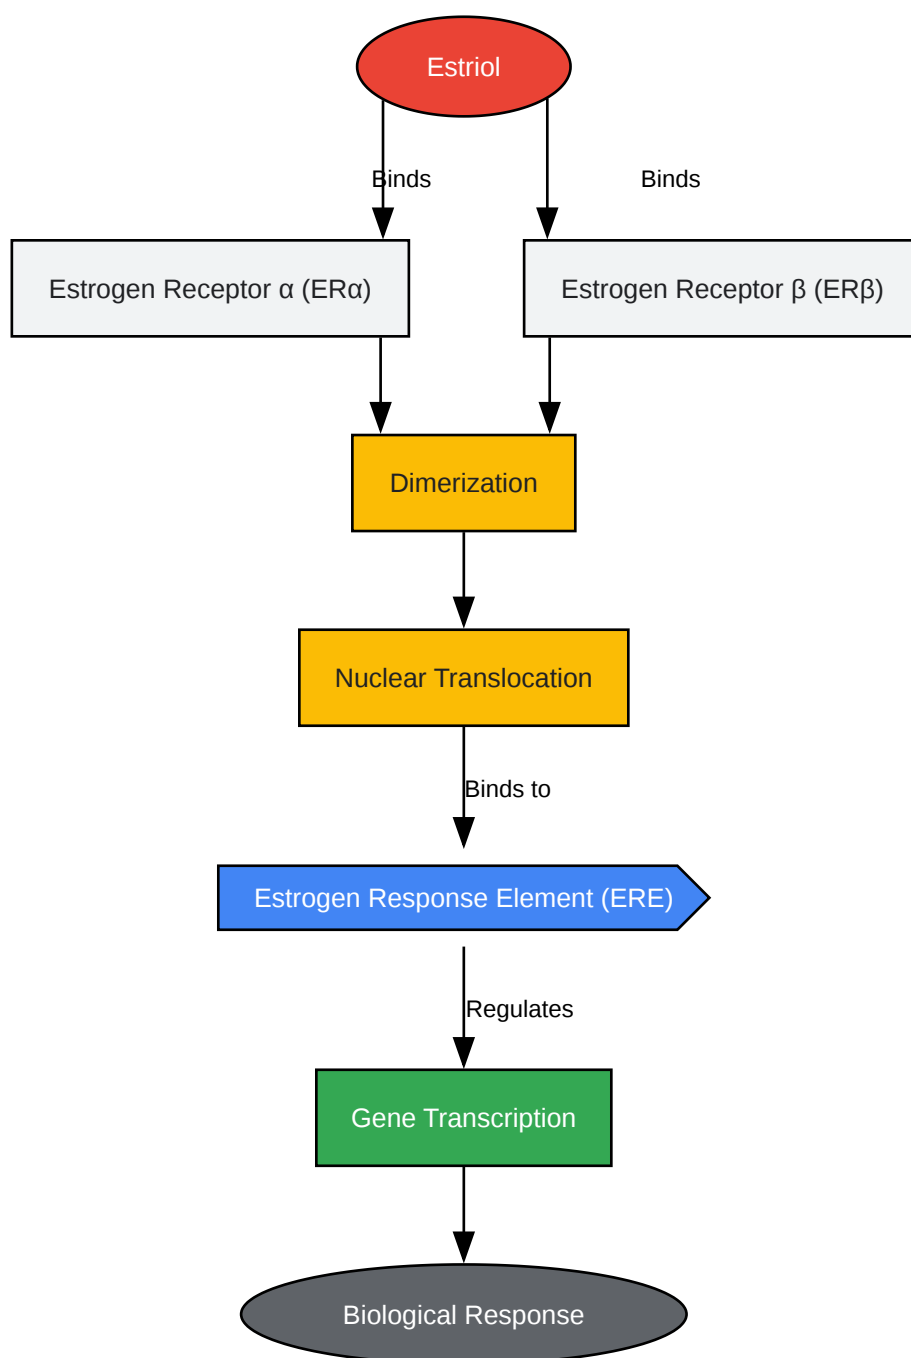 Estriol
Binds
Binds
Estrogen Receptor α (ERα)
Estrogen Receptor β (ERβ)
Dimerization
Nuclear Translocation
Binds to
Estrogen Response Element (ERE)
Regulates
Gene Transcription
Biological Response